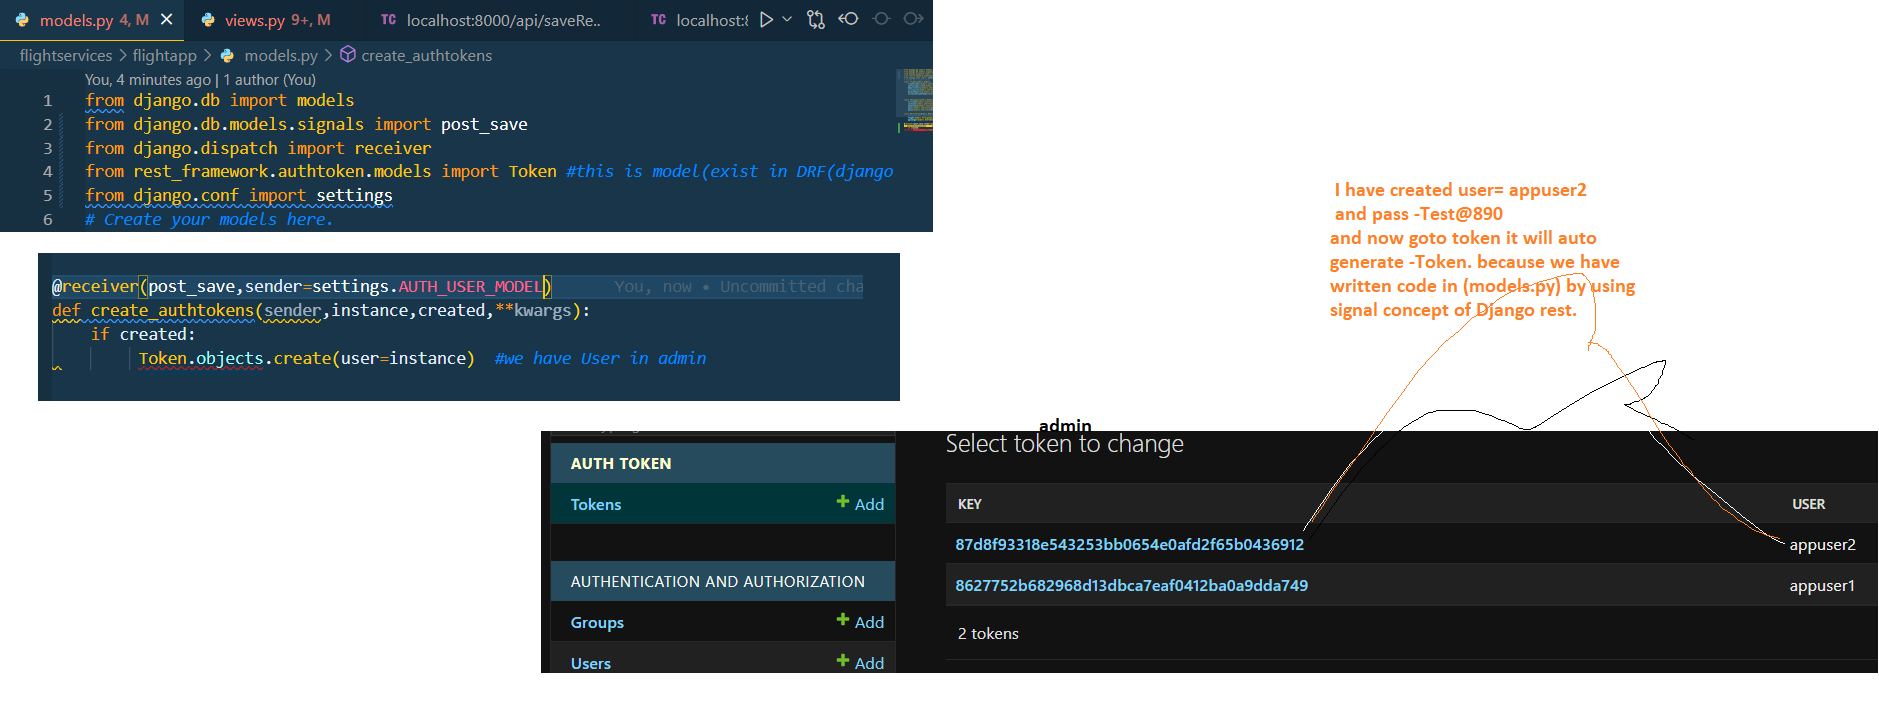 models.py 4, M
views.py 9+, M
TC localhost:8000/api/saveRe..
TC localhost:8
flightservices > flightapp > models.py > create_authtokens
You, 4 minutes ago | 1 author (You)
1 from django.db import models
2 from django.db.models.signals import post_save
3 from django.dispatch import receiver
4 from rest_framework.authtoken.models import Token #this is model(exist in DRF(django
5 from django.conf import settings
6 # Create your models here.
@receiver(post_save,sender=settings.AUTH_USER_MODEL) You, now • Uncommitted cha
def create_authtokens(sender,instance,created,**kwargs):
if created:
Token.objects.create(user=instance) #we have User in admin
I have created user= appuser2
and pass -Test@890
and now goto token it will auto
generate -Token. because we have
written code in (models.py) by using
signal concept of Django rest.
admin
AUTH TOKEN
Tokens + Add
AUTHENTICATION AND AUTHORIZATION
Groups + Add
Users + Add
Select token to change
KEY USER
87d8f93318e543253bb0654e0afd2f65b0436912 appuser2
8627752b682968d13dbca7eaf0412ba0a9dda749 appuser1
2 tokens